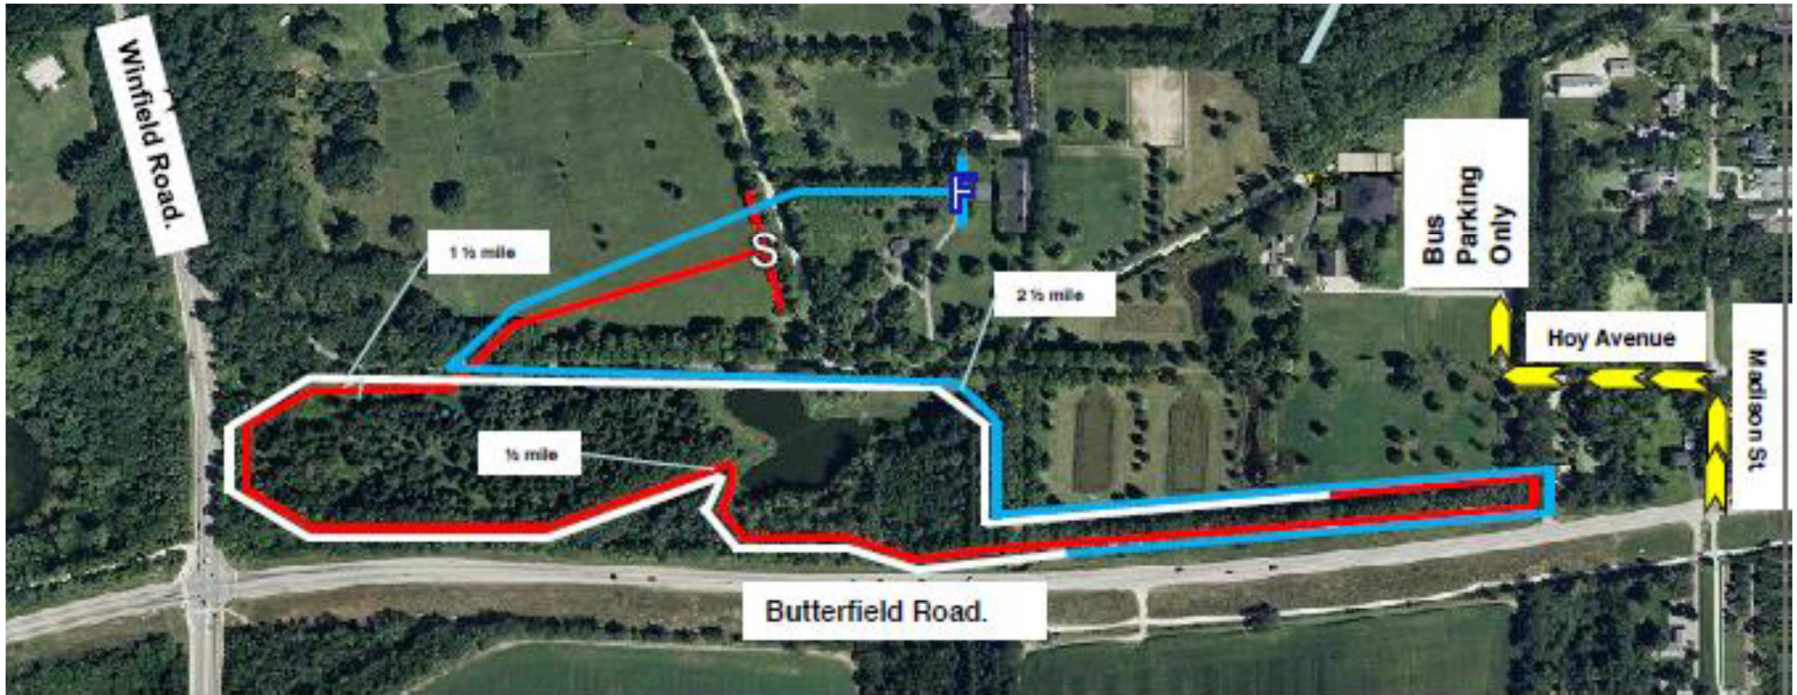 Winfield Road.
1 ½ mile
S
F
2 ½ mile
Bus
Parking
Only
Hoy Avenue
Madison St.
½ mile
Butterfield Road.